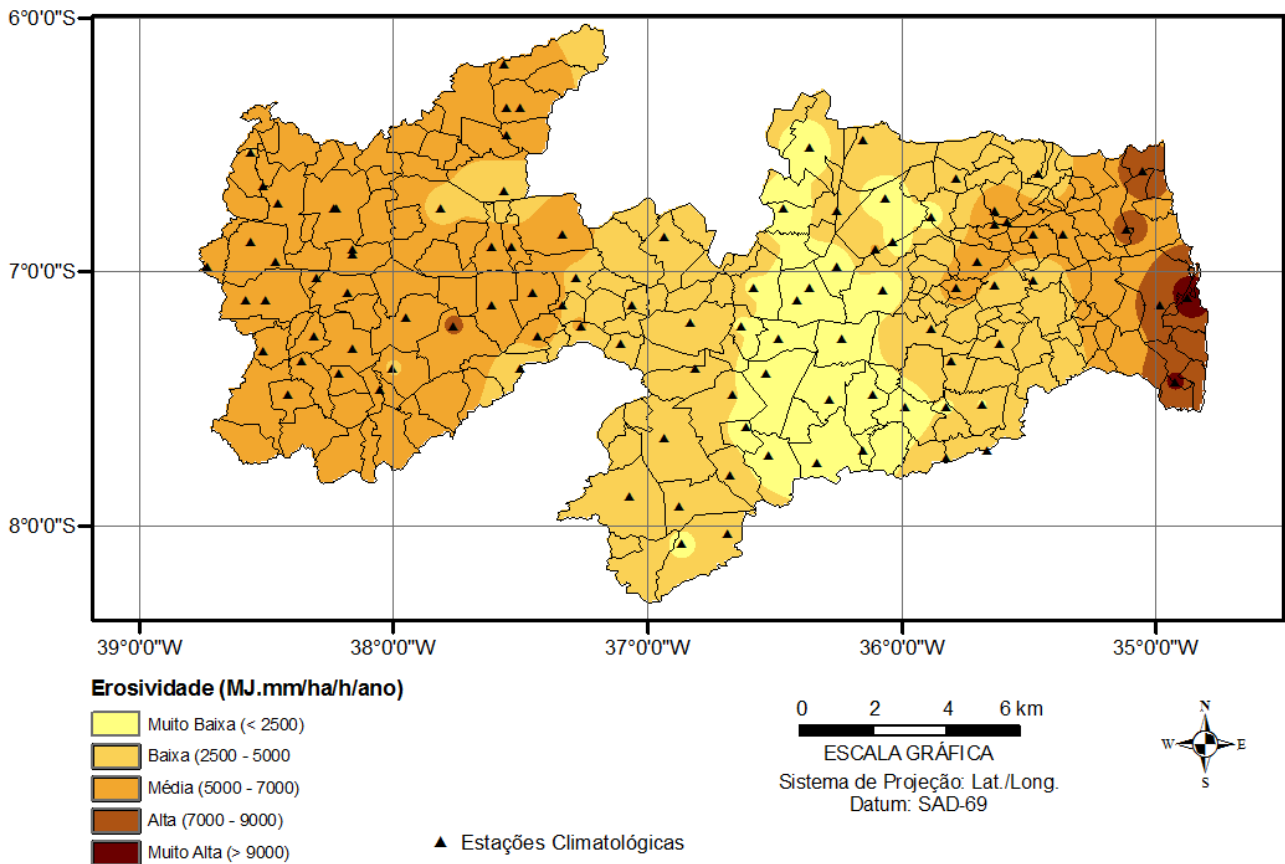 6°0'0"S
7°0'0"S
8°0'0"S
39°0'0"W 38°0'0"W 37°0'0"W 36°0'0"W 35°0'0"W
Erosividade (MJ.mm/ha/h/ano)
Muito Baixa (< 2500)
Baixa (2500 - 5000
Média (5000 - 7000)
Alta (7000 - 9000)
Muito Alta (> 9000)
▲ Estações Climatológicas
0 2 4 6 km
ESCALA GRÁFICA
Sistema de Projeção: Lat./Long.
Datum: SAD-69
N
W E
S